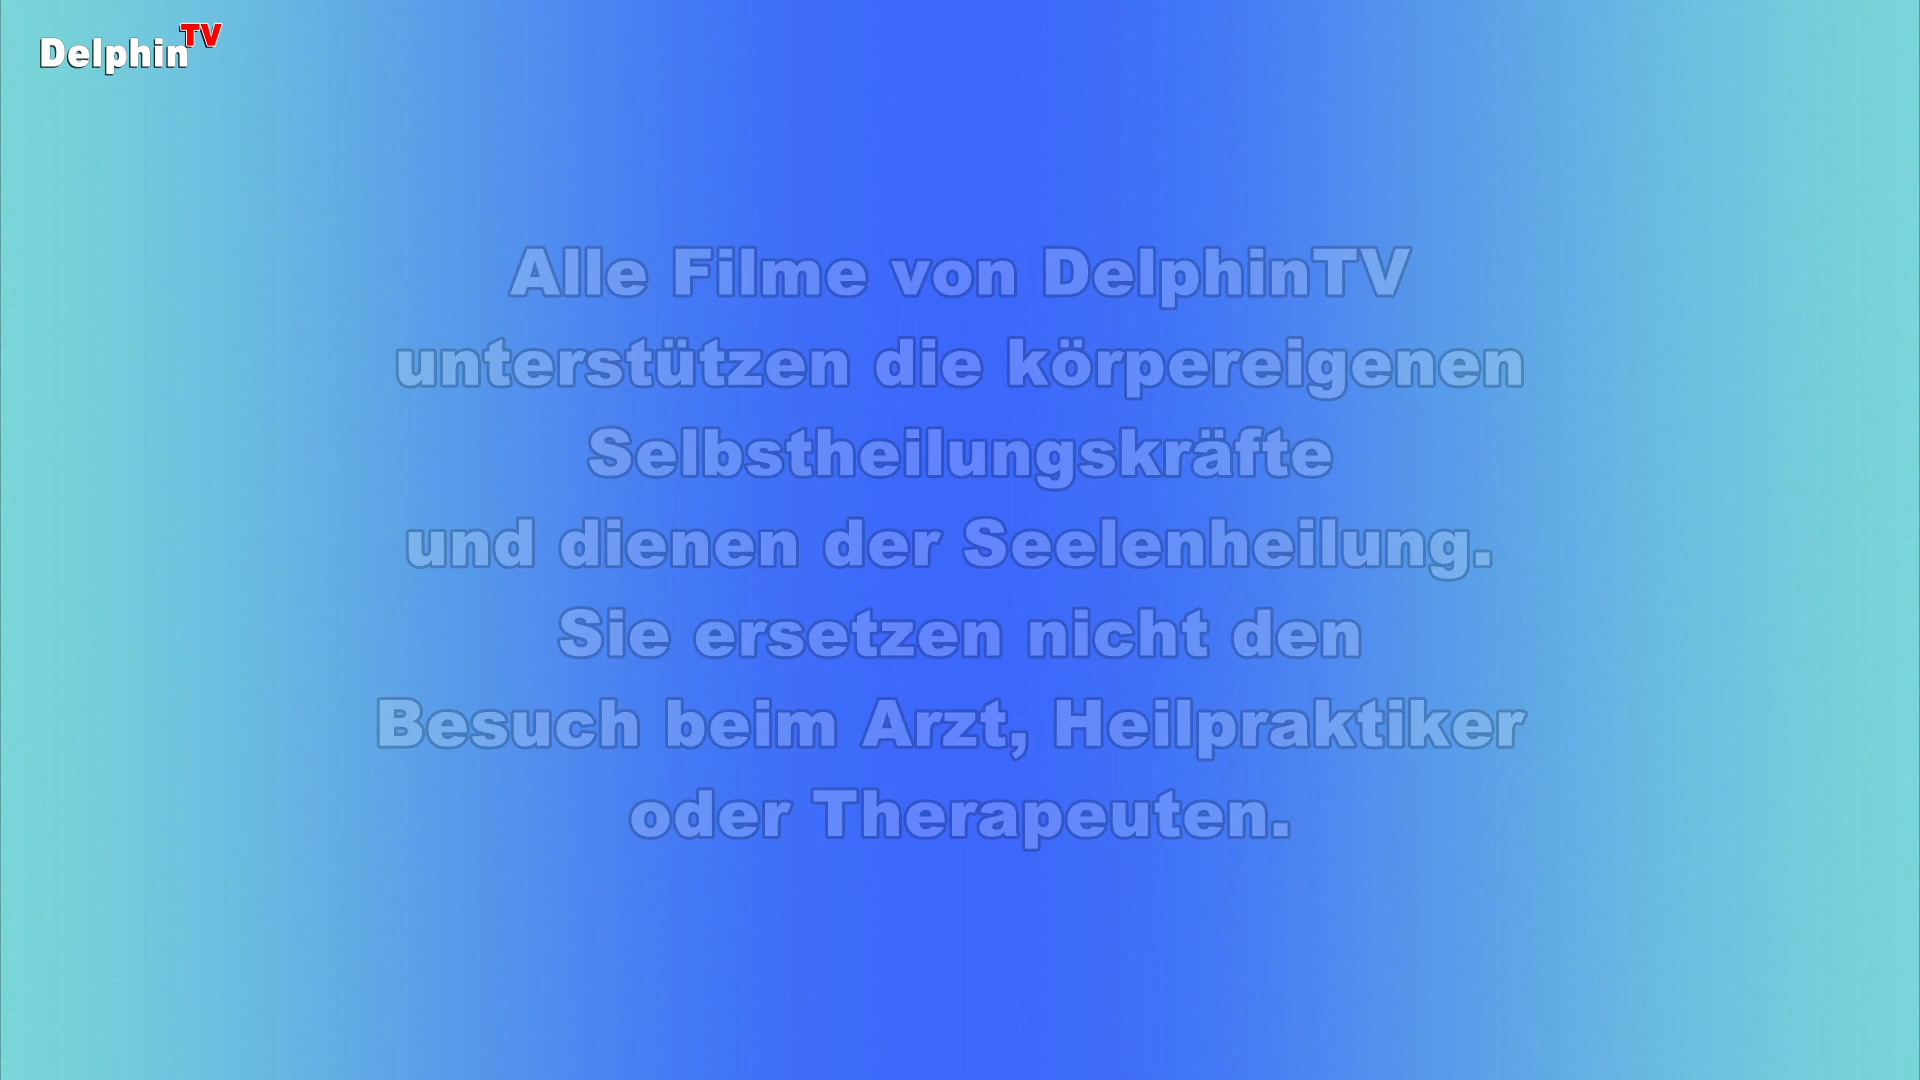 DelphinTV
Alle Filme von DelphinTV
unterstützen die körpereigenen
Selbstheilungskräfte
und dienen der Seelenheilung.
Sie ersetzen nicht den
Besuch beim Arzt, Heilpraktiker
oder Therapeuten.